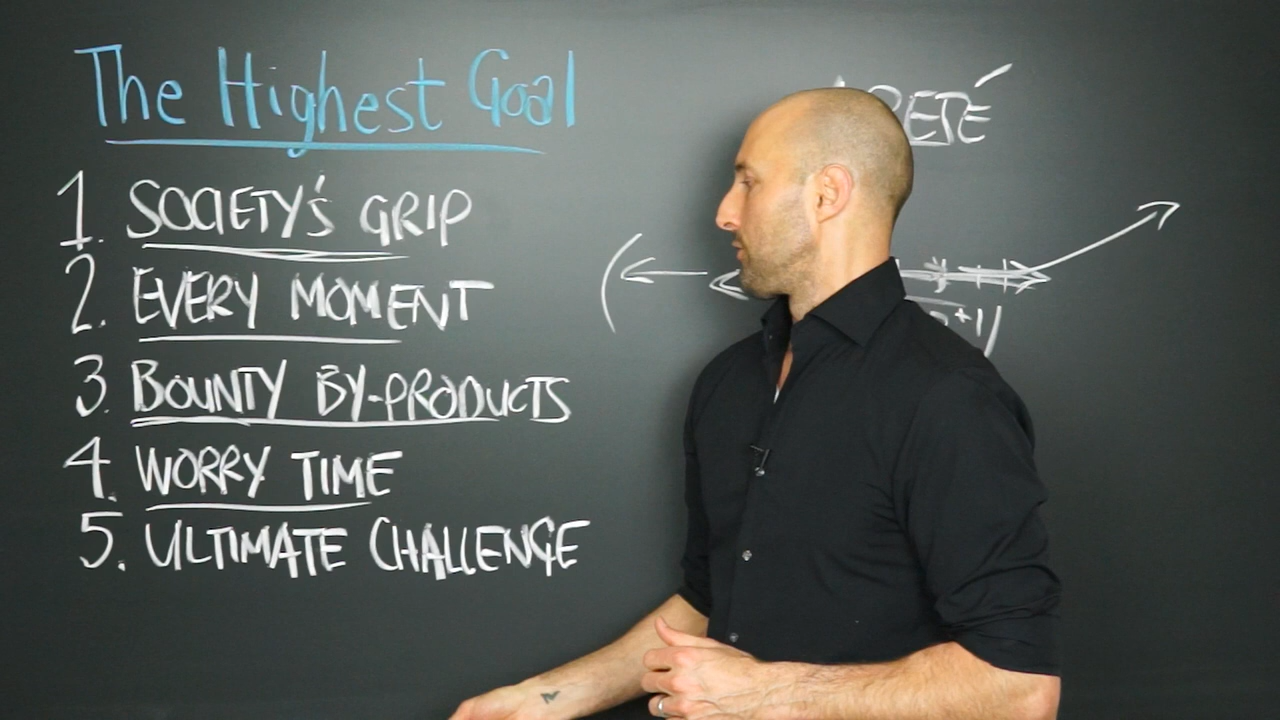 The Highest Goal
1. SOCIETY'S GRIP
2. EVERY MOMENT
3. BOUNTY BY-PRODUCTS
4. WORRY TIME
5. ULTIMATE CHALLENGE